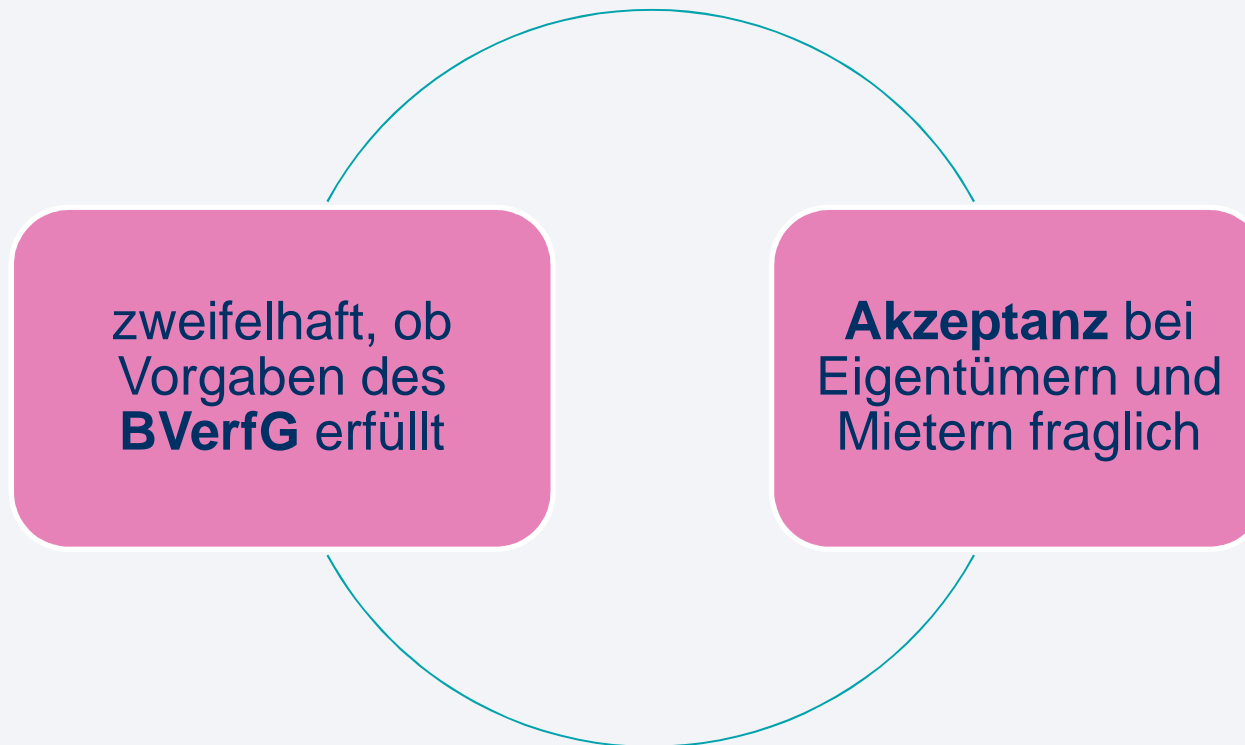 zweifelhaft, ob
Vorgaben des
BVerfG erfüllt
Akzeptanz bei
Eigentümern und
Mietern fraglich